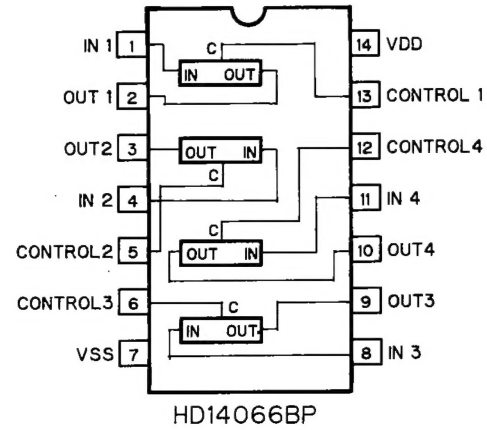 IN 1 1
OUT 1 2
OUT2 3
IN 2 4
CONTROL2 5
CONTROL3 6
VSS 7
C
IN OUT
OUT IN
C
C
OUT IN
C
IN OUT
14 VDD
13 CONTROL 1
12 CONTROL4
11 IN 4
10 OUT4
9 OUT3
8 IN 3
HD14066BP